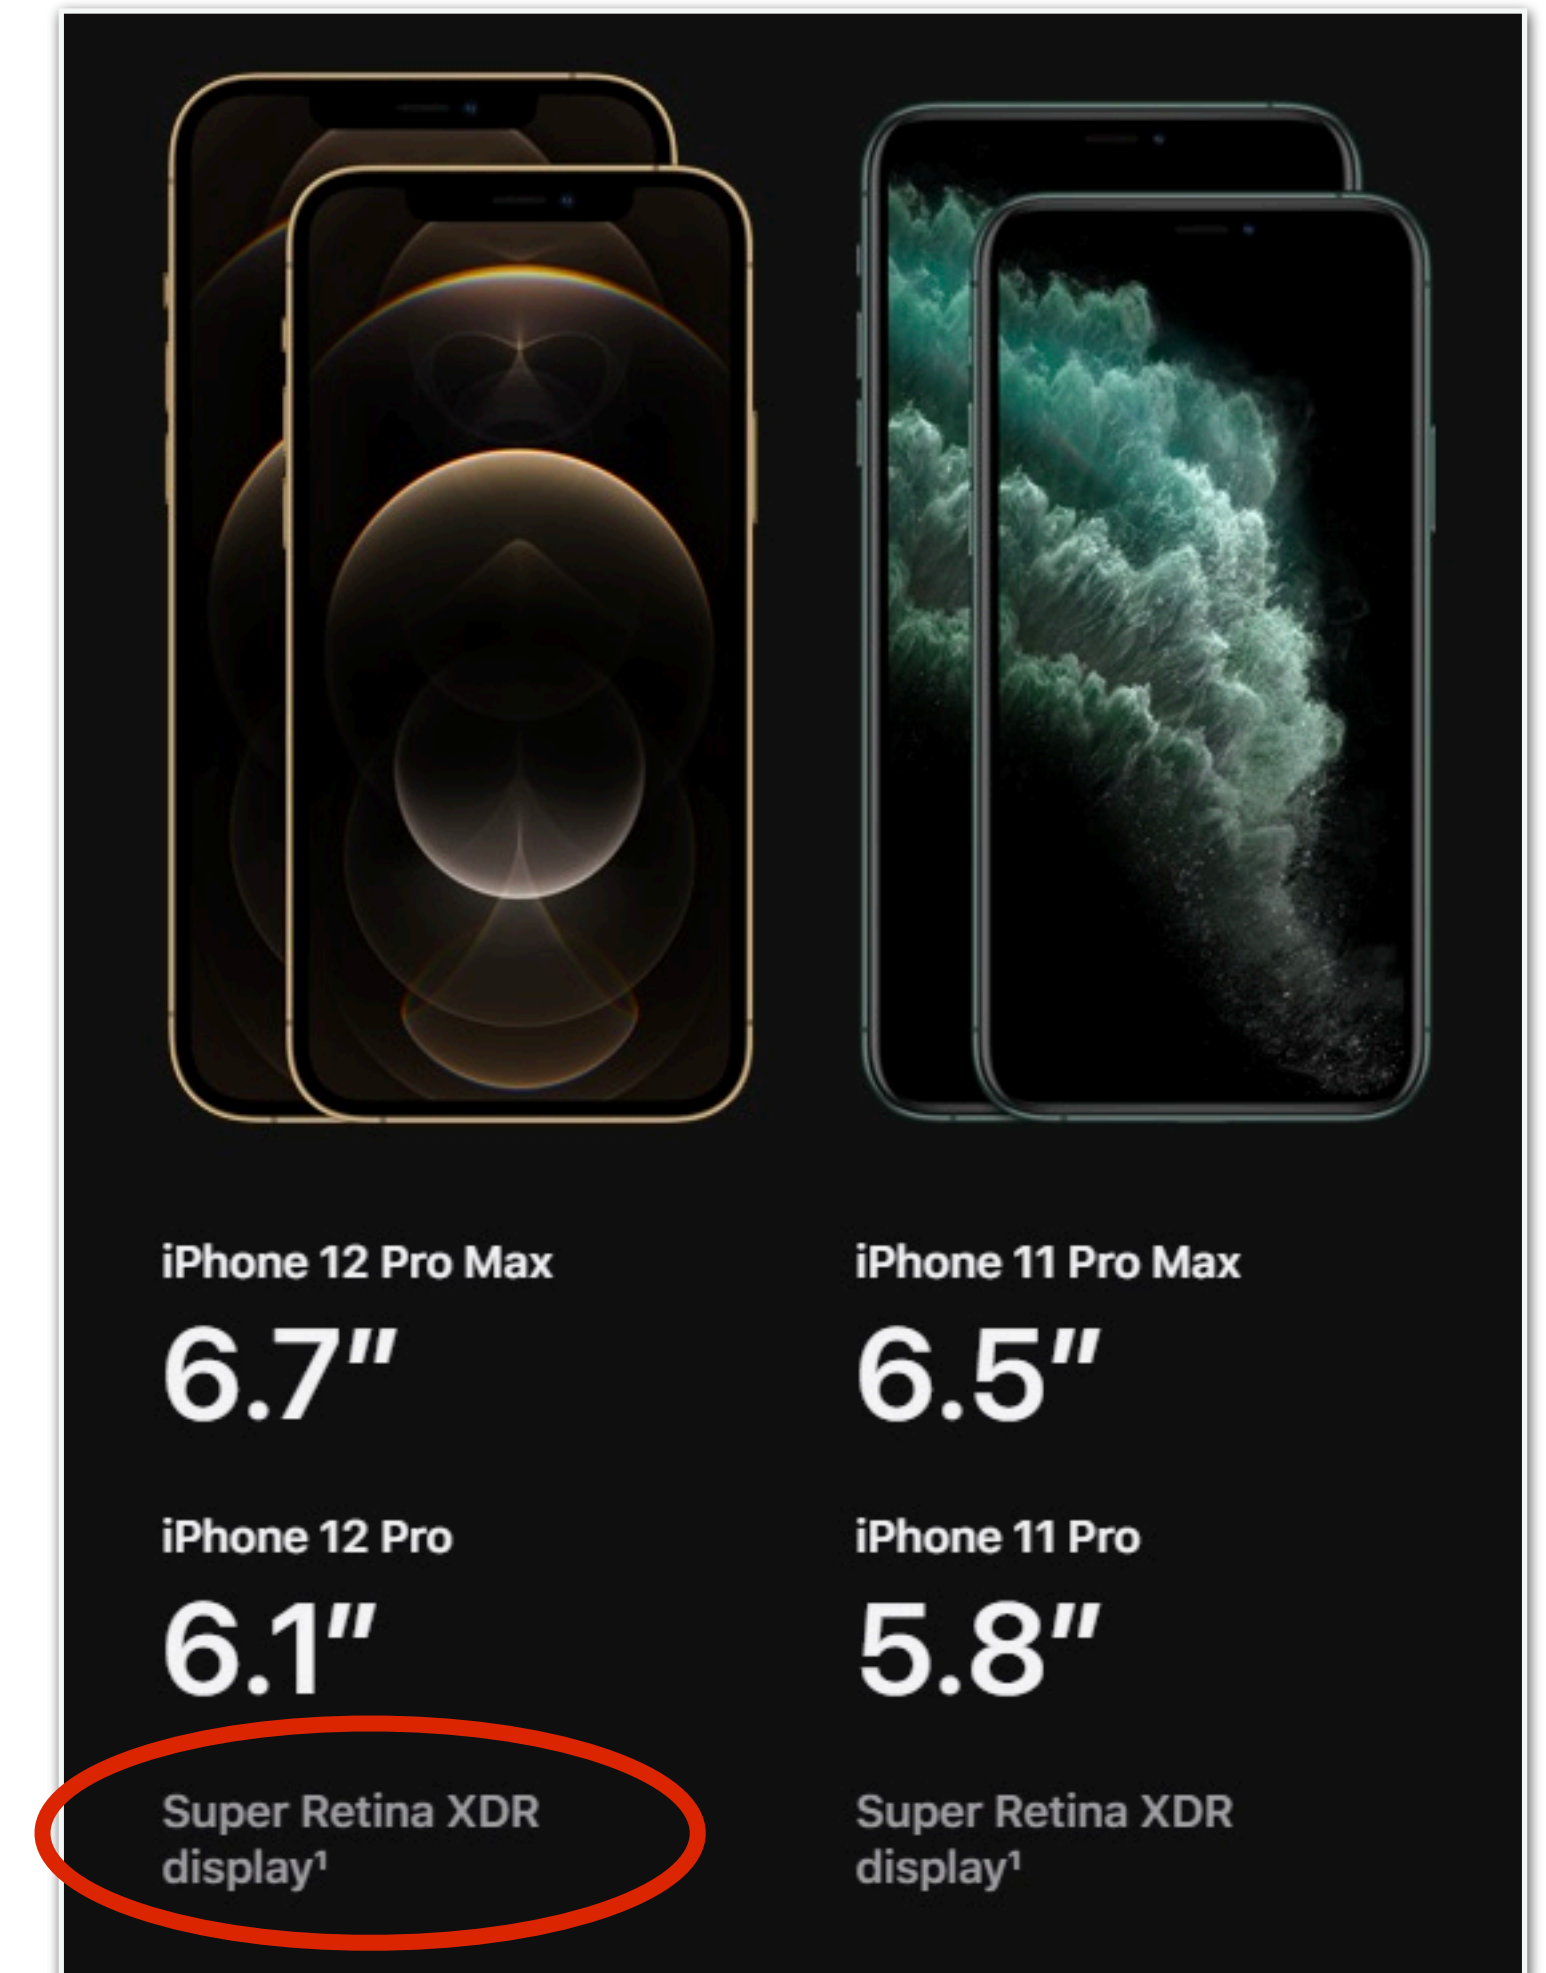 iPhone 12 Pro Max
6.7″
iPhone 12 Pro
6.1″
Super Retina XDR
display¹
iPhone 11 Pro Max
6.5″
iPhone 11 Pro
5.8″
Super Retina XDR
display¹